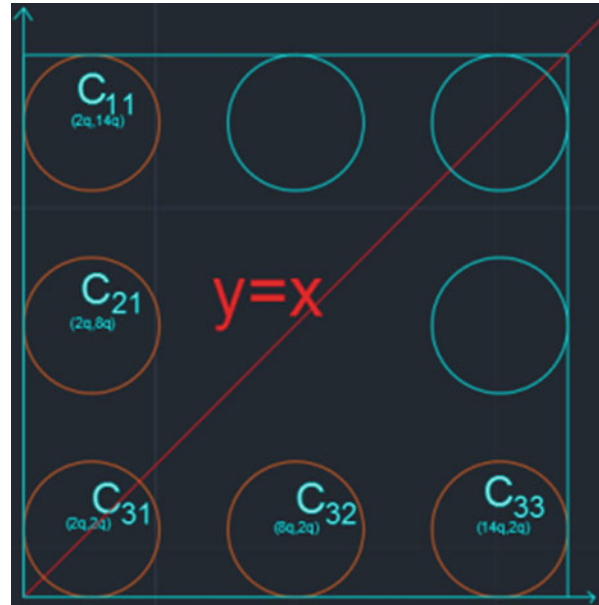 C11
(2q,14q)
C21
(2q,8q)
y=x
C31
(2q,2q)
C32
(8q,2q)
C33
(14q,2q)